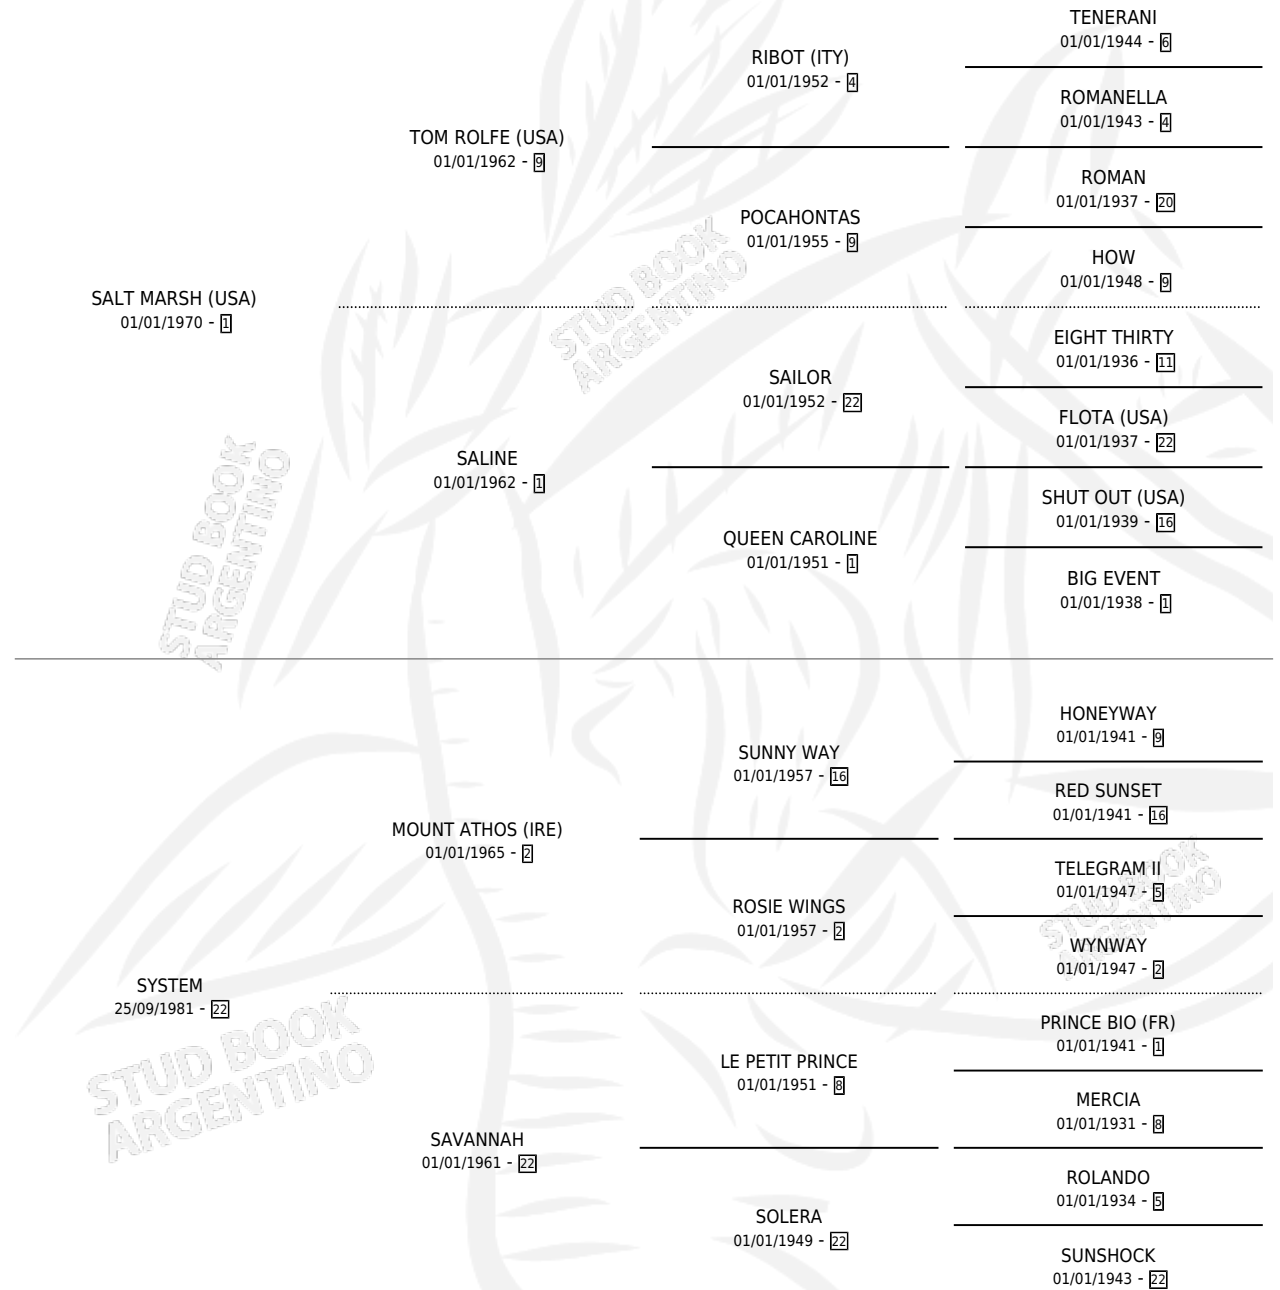 TENERANI
01/01/1944 - 6
RIBOT (ITY)
01/01/1952 - 4
ROMANELLA
01/01/1943 - 4
TOM ROLFE (USA)
01/01/1962 - 9
ROMAN
01/01/1937 - 20
POCAHONTAS
01/01/1955 - 9
HOW
01/01/1948 - 9
SALT MARSH (USA)
01/01/1970 - 1
EIGHT THIRTY
01/01/1936 - 11
SAILOR
01/01/1952 - 22
FLOTA (USA)
01/01/1937 - 22
SALINE
01/01/1962 - 1
SHUT OUT (USA)
01/01/1939 - 16
QUEEN CAROLINE
01/01/1951 - 1
BIG EVENT
01/01/1938 - 1
HONEYWAY
01/01/1941 - 9
SUNNY WAY
01/01/1957 - 16
RED SUNSET
01/01/1941 - 16
MOUNT ATHOS (IRE)
01/01/1965 - 2
TELEGRAM II
01/01/1947 - 5
ROSIE WINGS
01/01/1957 - 2
WYNWAY
01/01/1947 - 2
SYSTEM
25/09/1981 - 22
PRINCE BIO (FR)
01/01/1941 - 1
LE PETIT PRINCE
01/01/1951 - 8
MERCIA
01/01/1931 - 8
SAVANNAH
01/01/1961 - 22
ROLANDO
01/01/1934 - 5
SOLERA
01/01/1949 - 22
SUNSHOCK
01/01/1943 - 22
STUD BOOK
ARGENTINO
STUD BOOK
ARGENTINO
STUD BOOK
ARGENTINO
STUD BOOK
ARGENTINO